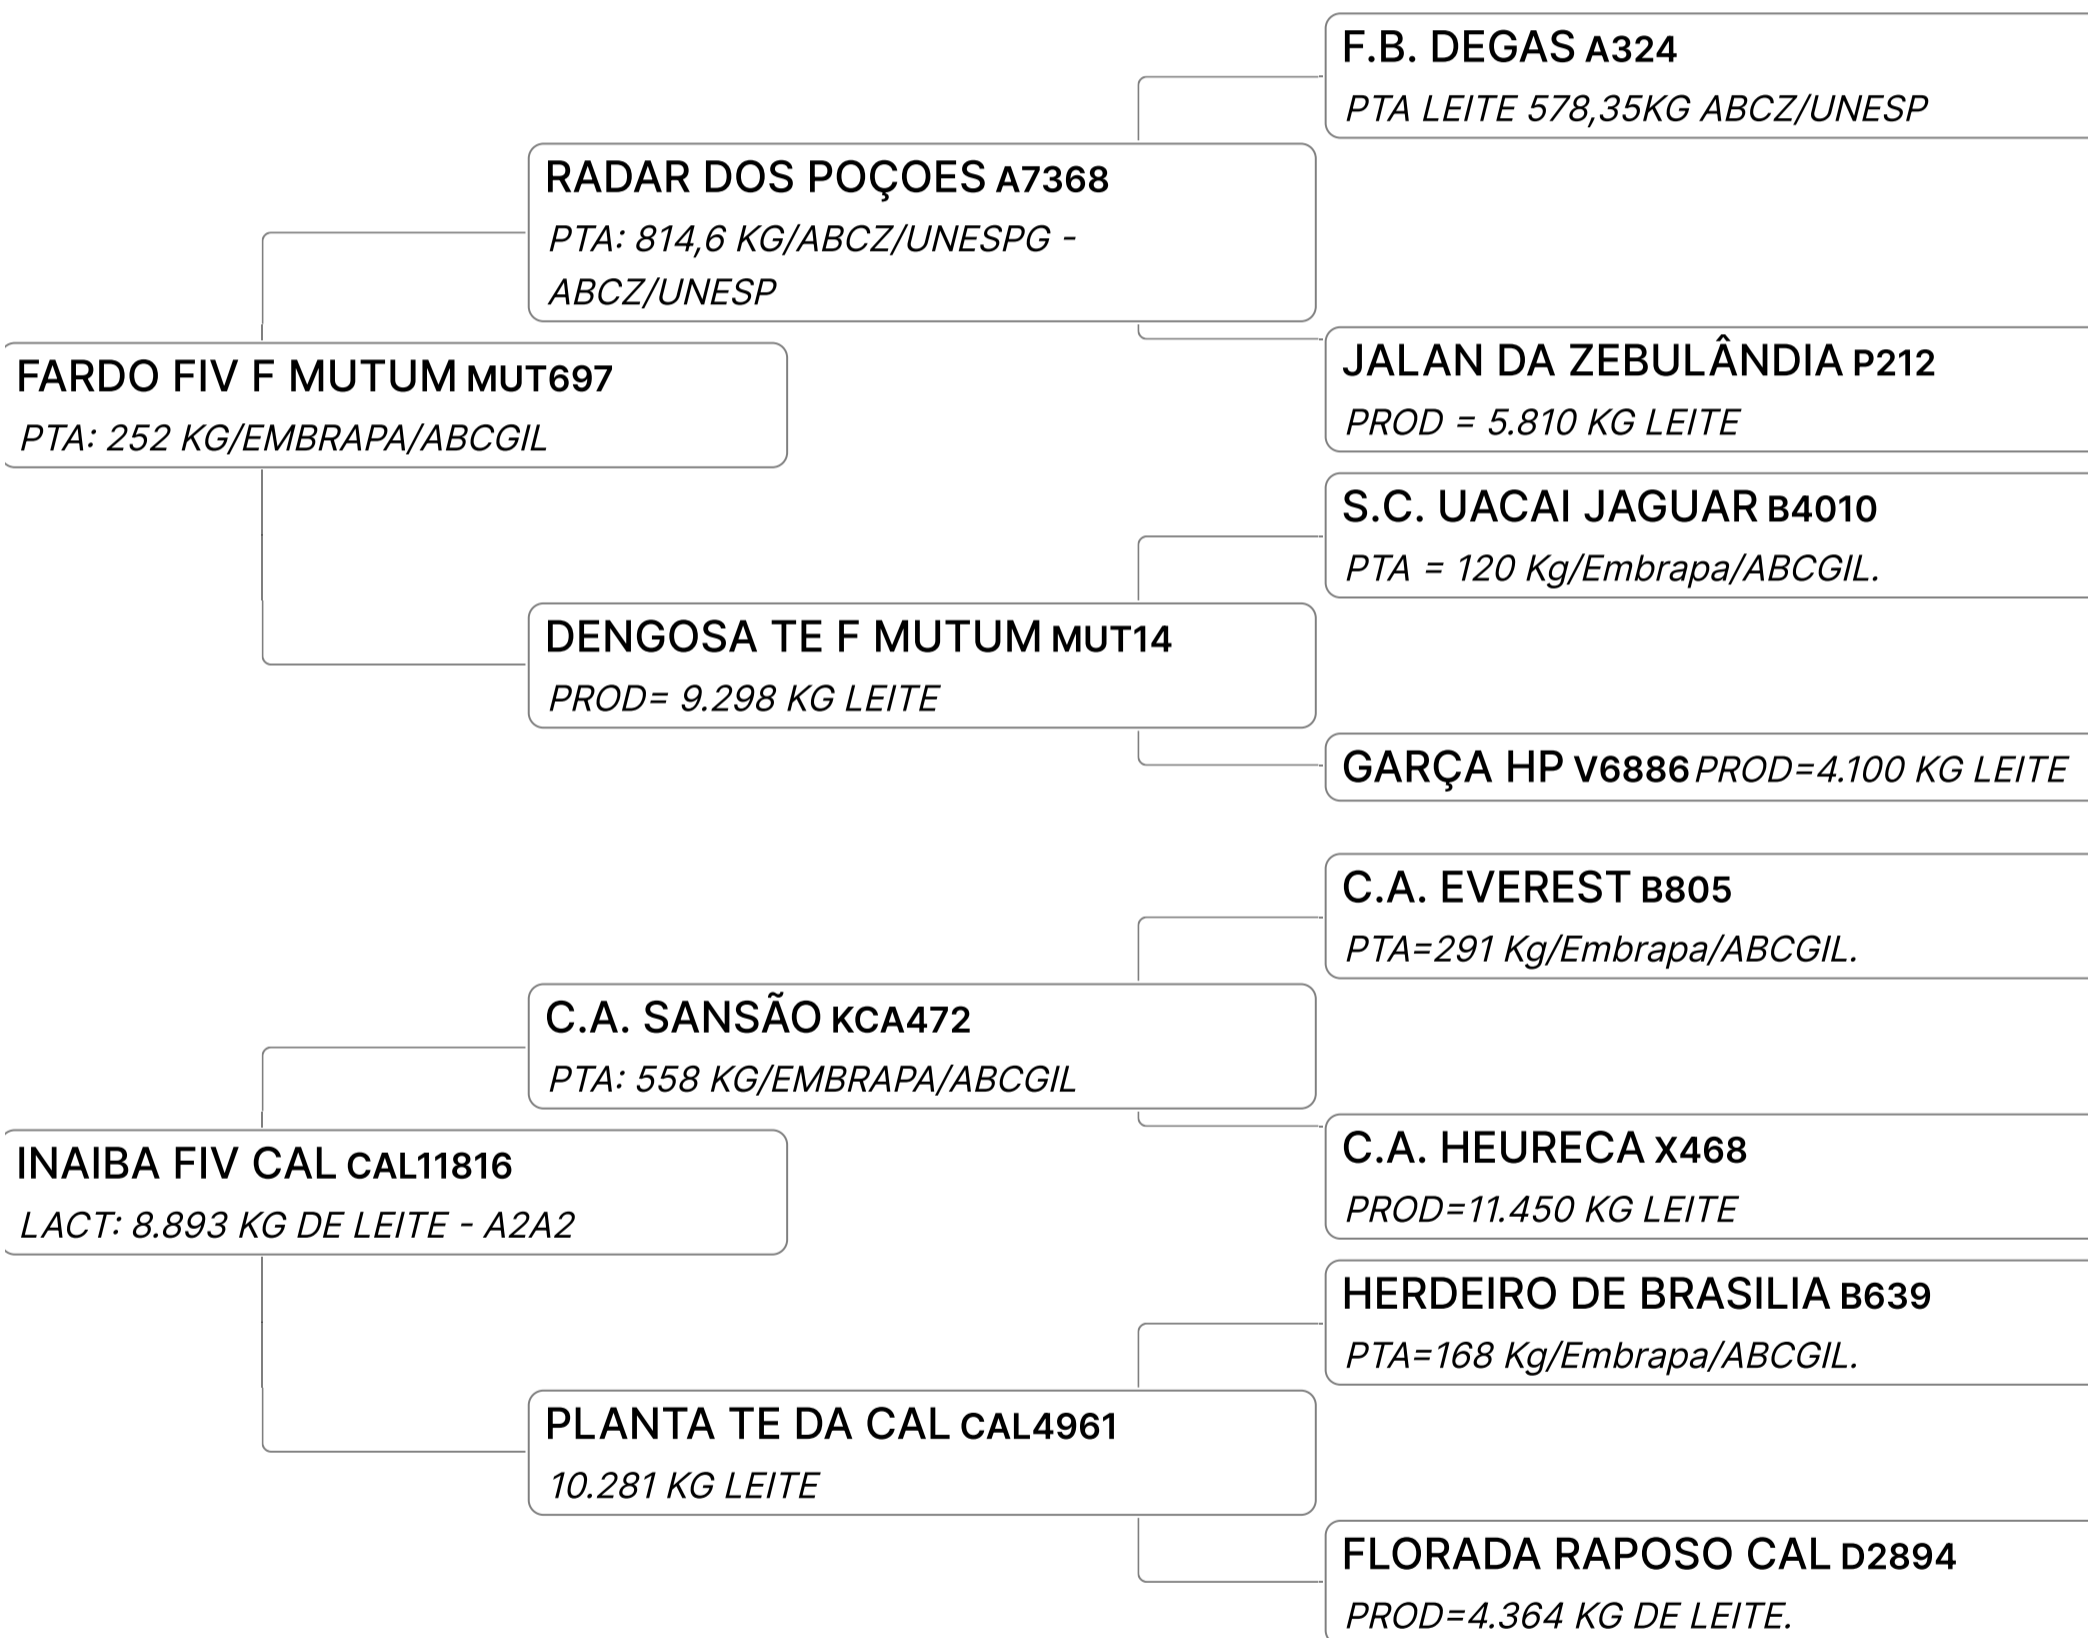 F.B. DEGAS A324
PTA LEITE 578,35KG ABCZ/UNESP
RADAR DOS POÇOES A7368
PTA: 814,6 KG/ABCZ/UNESPG -
ABCZ/UNESP
JALAN DA ZEBULÂNDIA P212
PROD = 5.810 KG LEITE
FARDO FIV F MUTUM MUT697
PTA: 252 KG/EMBRAPA/ABCGIL
S.C. UACAI JAGUAR B4010
PTA = 120 Kg/Embrapa/ABCGIL.
DENGOSA TE F MUTUM MUT14
PROD= 9.298 KG LEITE
GARÇA HP V6886 PROD=4.100 KG LEITE
C.A. EVEREST B805
PTA=291 Kg/Embrapa/ABCGIL.
C.A. SANSÃO KCA472
PTA: 558 KG/EMBRAPA/ABCGIL
C.A. HEURECA X468
PROD=11.450 KG LEITE
INAIBA FIV CAL CAL11816
LACT: 8.893 KG DE LEITE - A2A2
HERDEIRO DE BRASILIA B639
PTA=168 Kg/Embrapa/ABCGIL.
PLANTA TE DA CAL CAL4961
10.281 KG LEITE
FLORADA RAPOSO CAL D2894
PROD=4.364 KG DE LEITE.